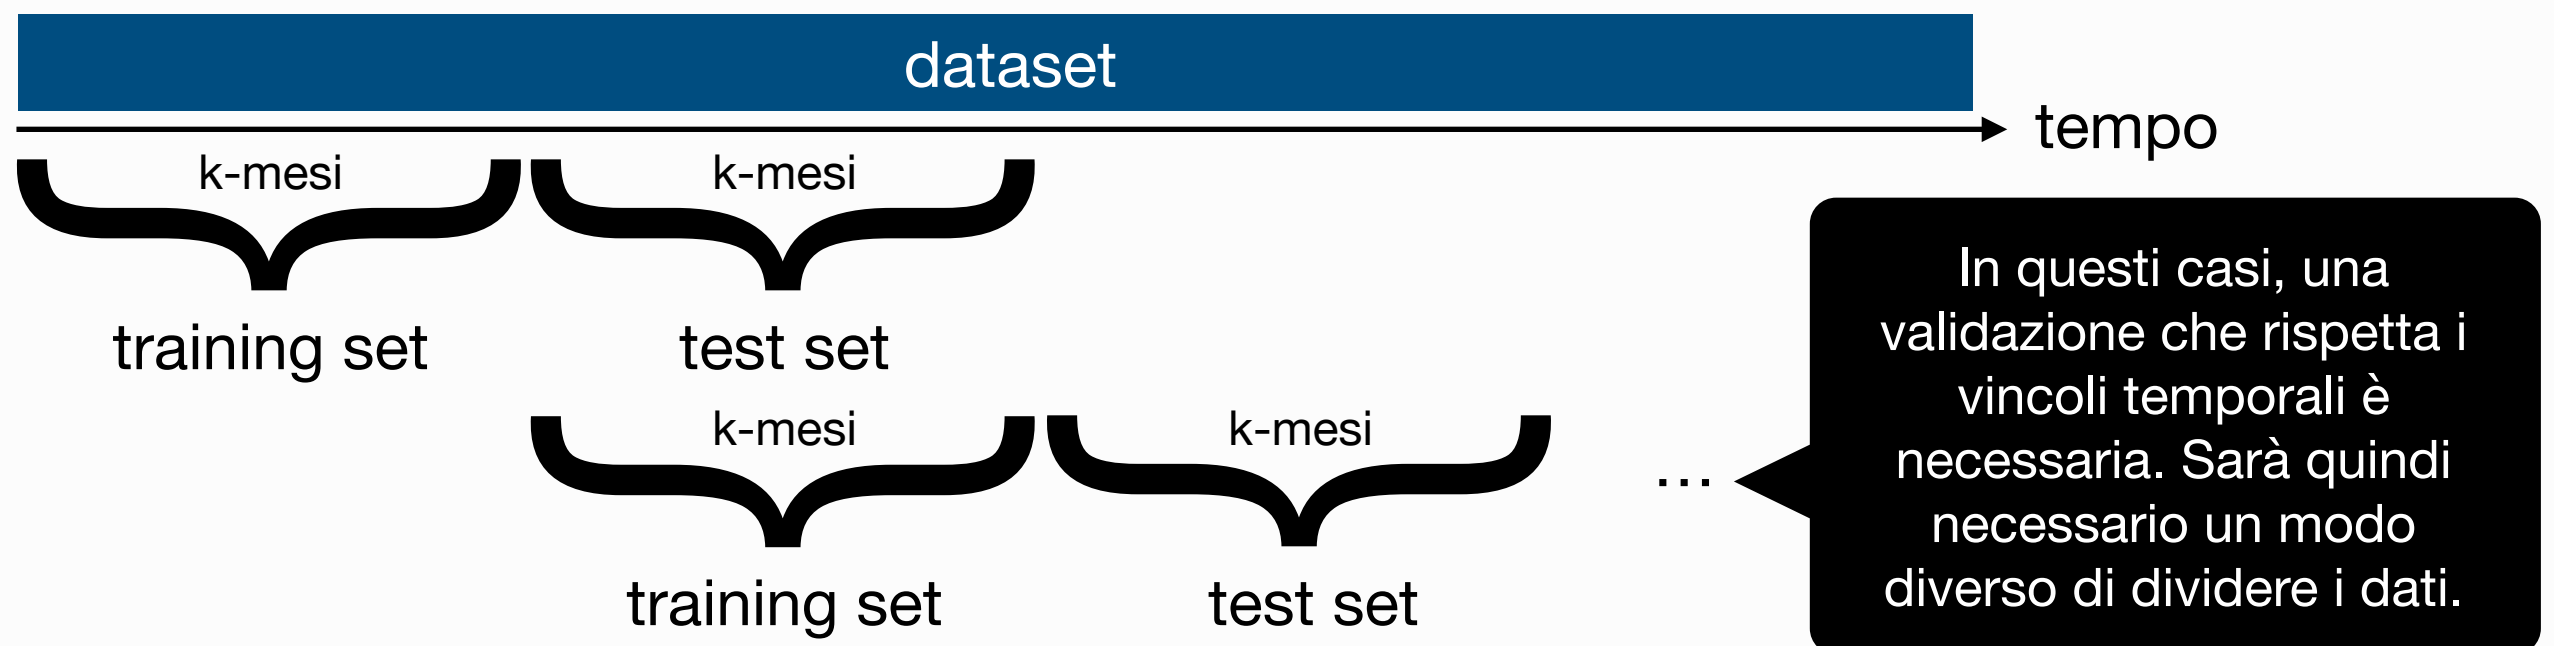 dataset
tempo
k-mesi
k-mesi
training set
test set
k-mesi
k-mesi
training set
test set
...
In questi casi, una
validazione che rispetta i
vincoli temporali è
necessaria. Sarà quindi
necessario un modo
diverso di dividere i dati.